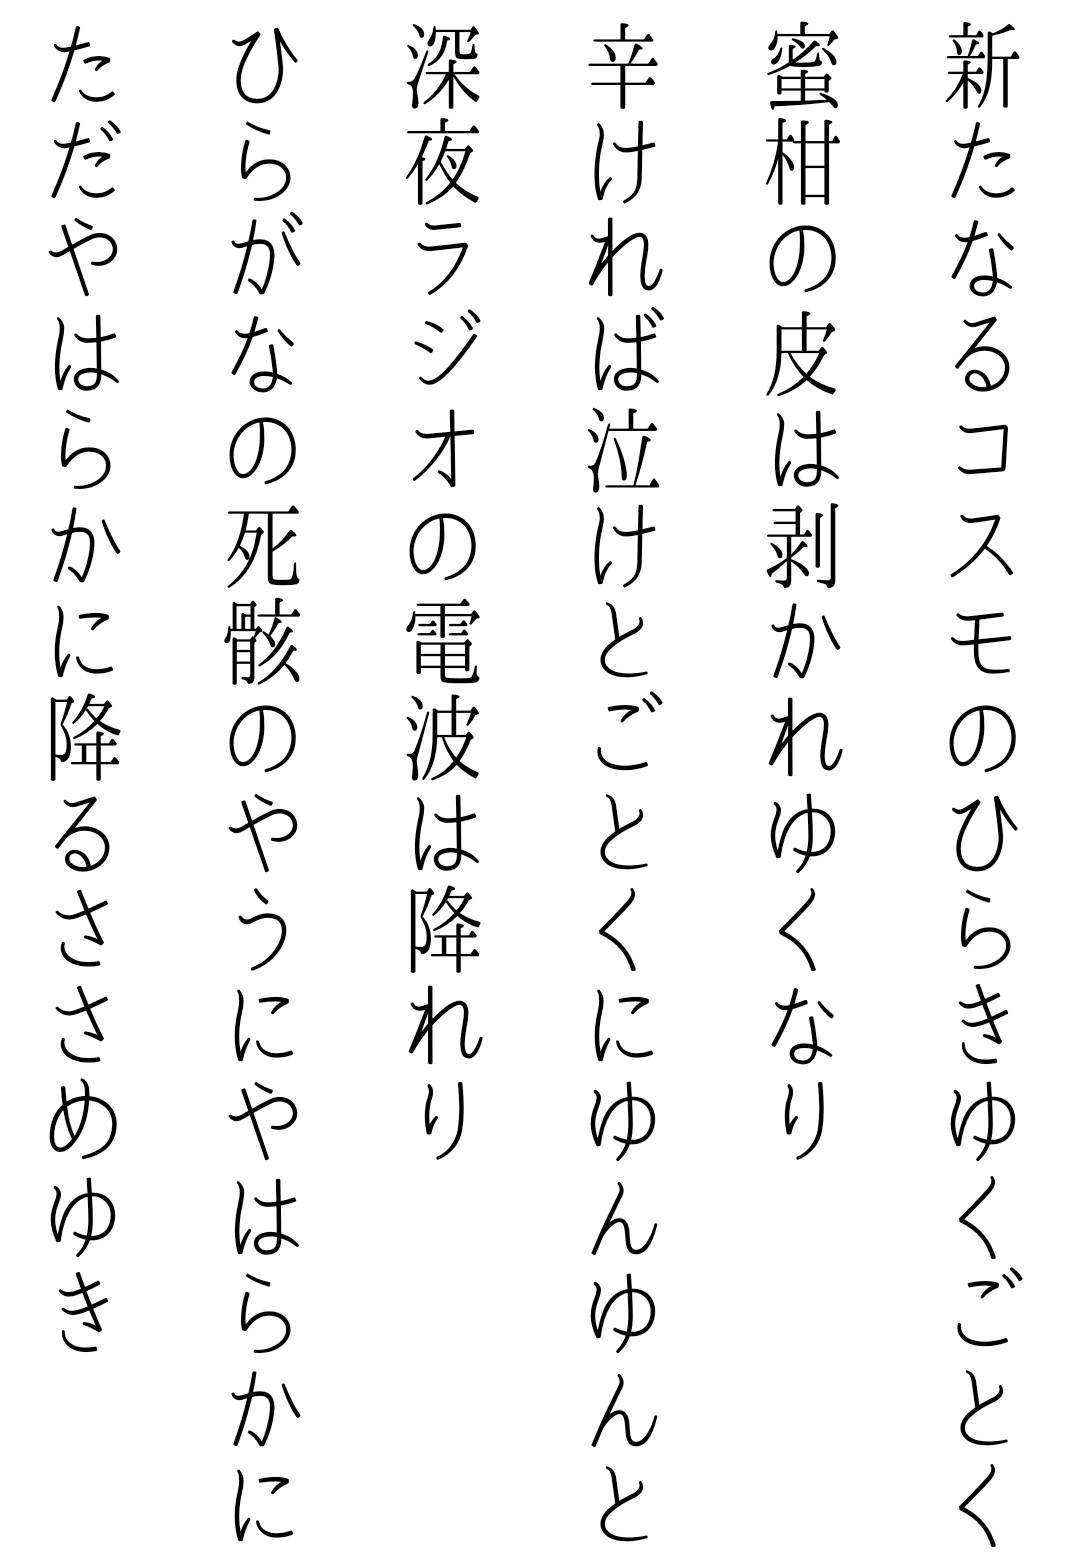 新たなるコスモのひらきゆくごとく
蜜柑の皮は剥かれゆくなり
辛ければ泣けとごとくにゆんゆんと
深夜ラジオの電波は降れり
ひらがなの死骸のやうにやはらかに
ただやはらかに降るささめゆき